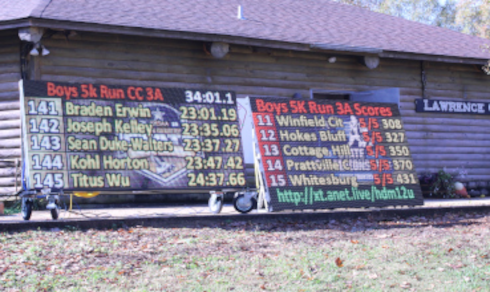 Boys 5k Run CC 3A 34:01.1
141 Braden Erwin 23:01.19
142 Joseph Kelley 23:35.06
143 Sean Duke-Walters 23:37.27
144 Kohl Horton 23:47.42
145 Titus Wu 24:37.66
Boys 5K Run 3A Scores
11 Winfield Cit 5/5 308
12 Hokes Bluff 5/5 327
13 Cottage Hill 5/5 350
14 Prattville 5/5 370
15 Whitesburg 5/5 431
http://xt.anet.live/hdm12u
LAWRENCE